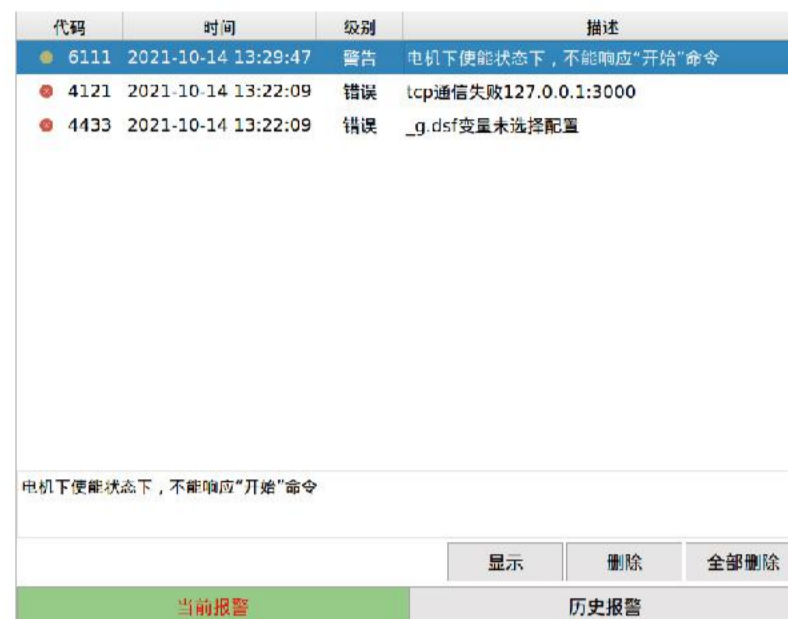 代码 时间 级别 描述
6111 2021-10-14 13:29:47 警告 电机下使能状态下，不能响应“开始”命令
4121 2021-10-14 13:22:09 错误 tcp通信失败127.0.0.1:3000
4433 2021-10-14 13:22:09 错误 _g.dsf变量未选择配置
电机下使能状态下，不能响应“开始”命令
显示 删除 全部删除
当前报警 历史报警